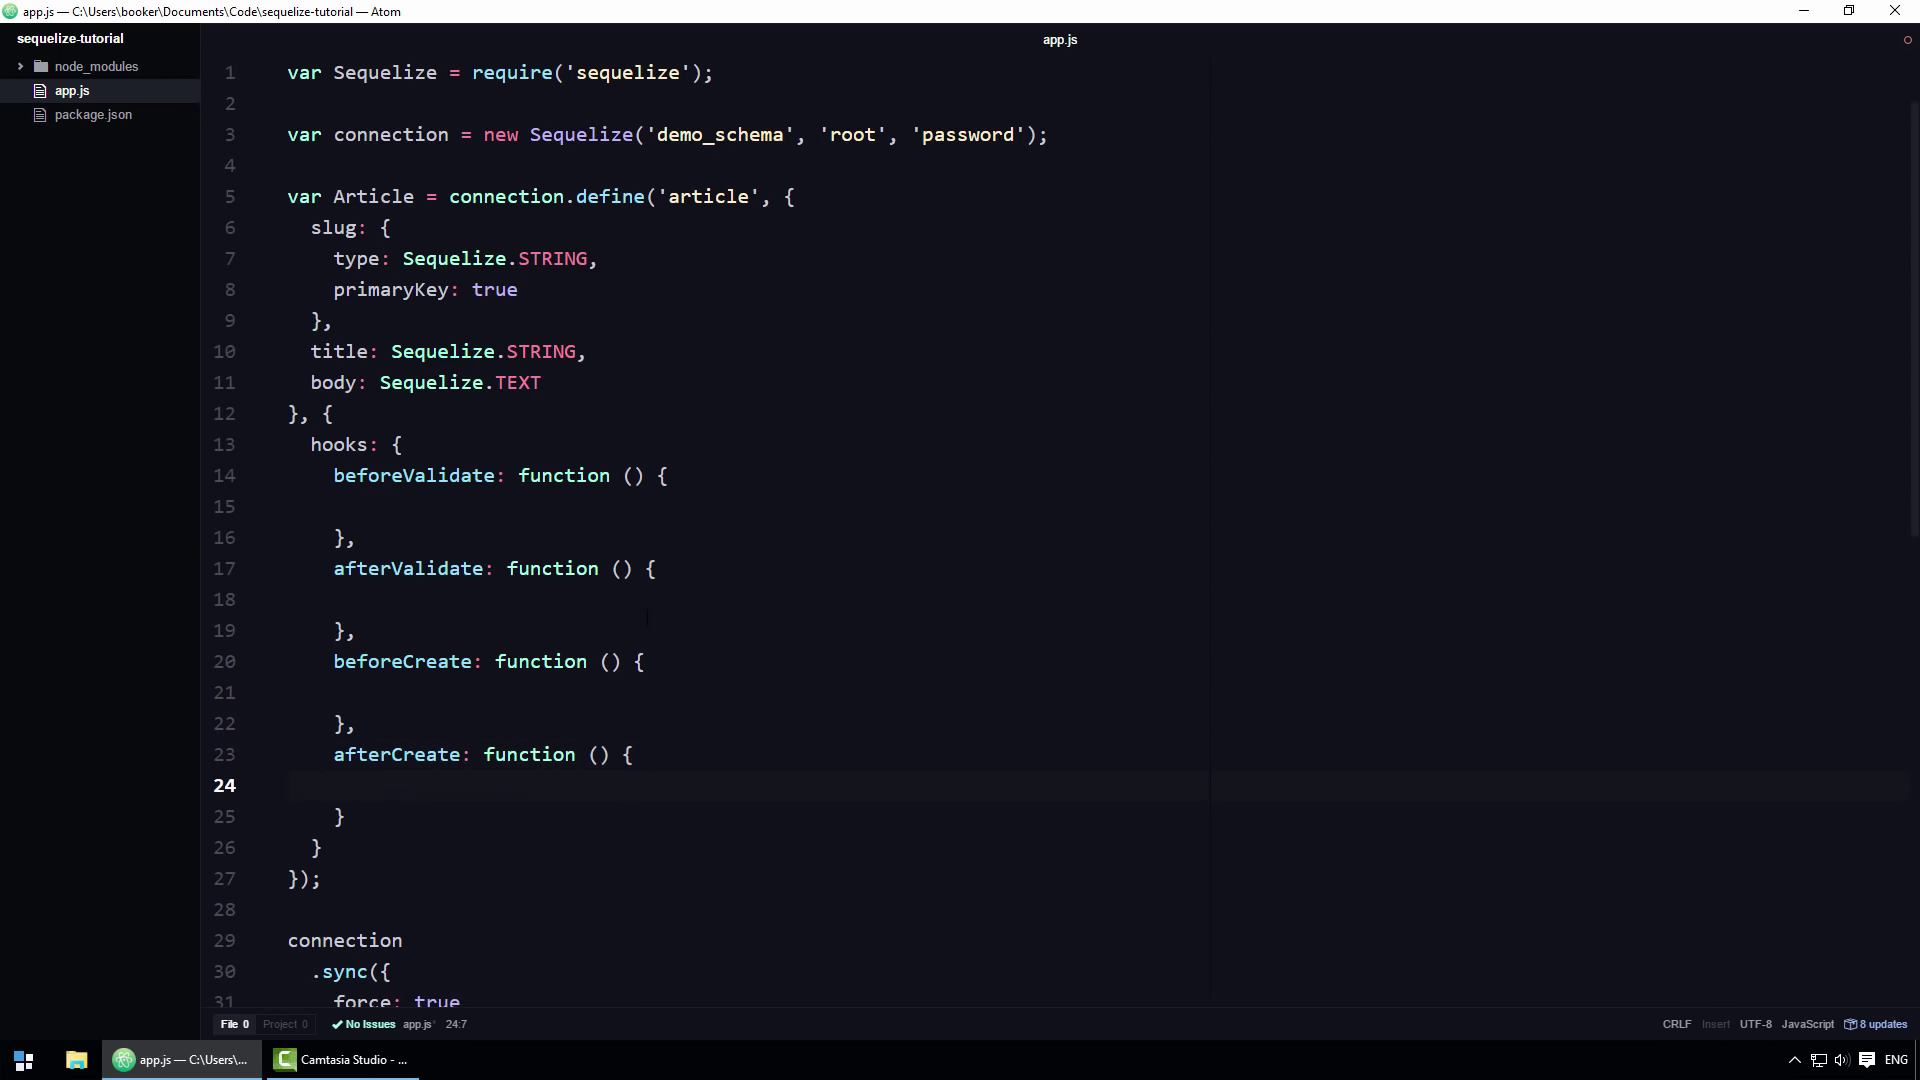 app.js — C:\Users\booker\Documents\Code\sequelize-tutorial — Atom
sequelize-tutorial
node_modules
app.js
package.json
app.js
1 var Sequelize = require('sequelize');
2
3 var connection = new Sequelize('demo_schema', 'root', 'password');
4
5 var Article = connection.define('article', {
6 slug: {
7 type: Sequelize.STRING,
8 primaryKey: true
9 },
10 title: Sequelize.STRING,
11 body: Sequelize.TEXT
12 }, {
13 hooks: {
14 beforeValidate: function () {
15
16 },
17 afterValidate: function () {
18
19 },
20 beforeCreate: function () {
21
22 },
23 afterCreate: function () {
24
25 }
26 }
27 });
28
29 connection
30 .sync({
31 force: true
File 0 Project 0 No Issues app.js* 24:7 CRLF Insert UTF-8 JavaScript 8 updates
app.js — C:\Users\... Camtasia Studio - ... ENG